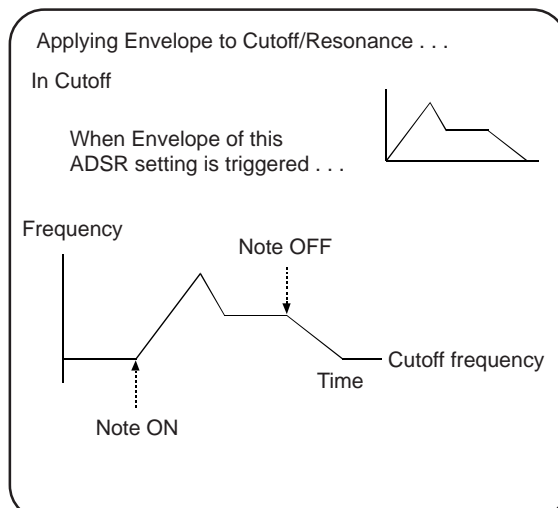 Applying Envelope to Cutoff/Resonance . . .
In Cutoff
When Envelope of this
ADSR setting is triggered . . .
Frequency
Note OFF
Cutoff frequency
Time
Note ON